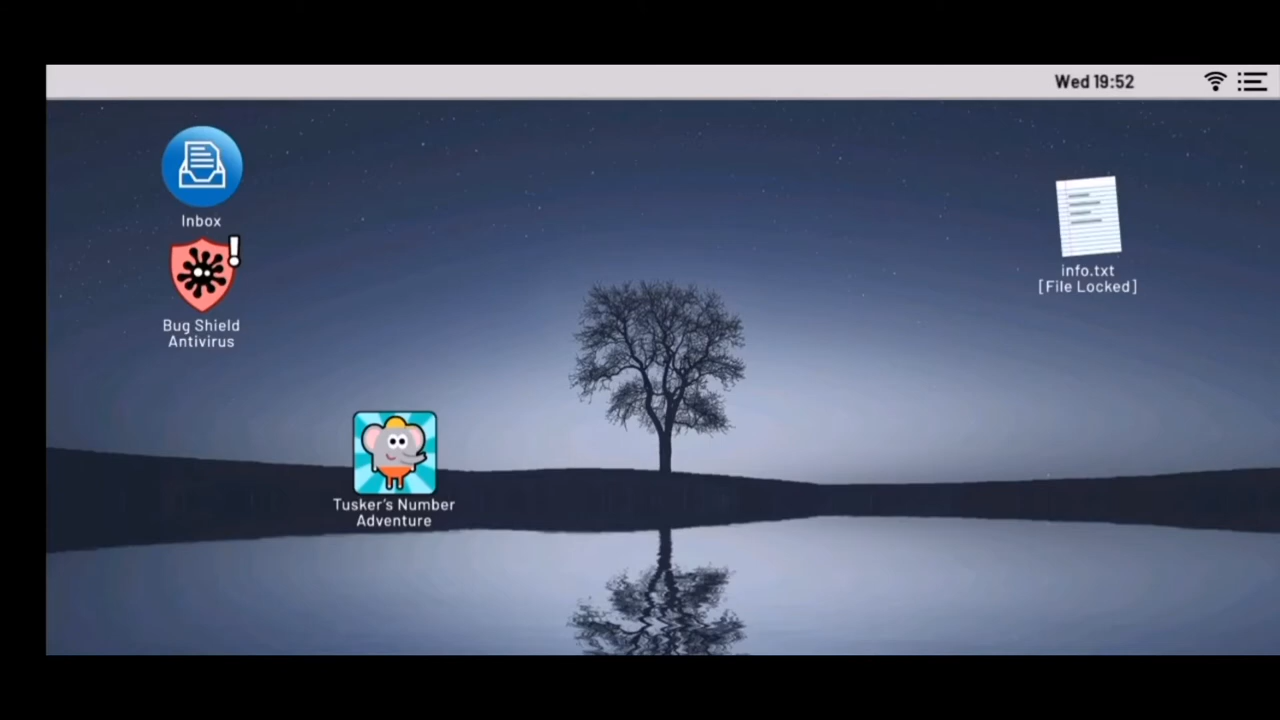 Wed 19:52
Inbox
Bug Shield
Antivirus
info.txt
[File Locked]
Tusker's Number
Adventure